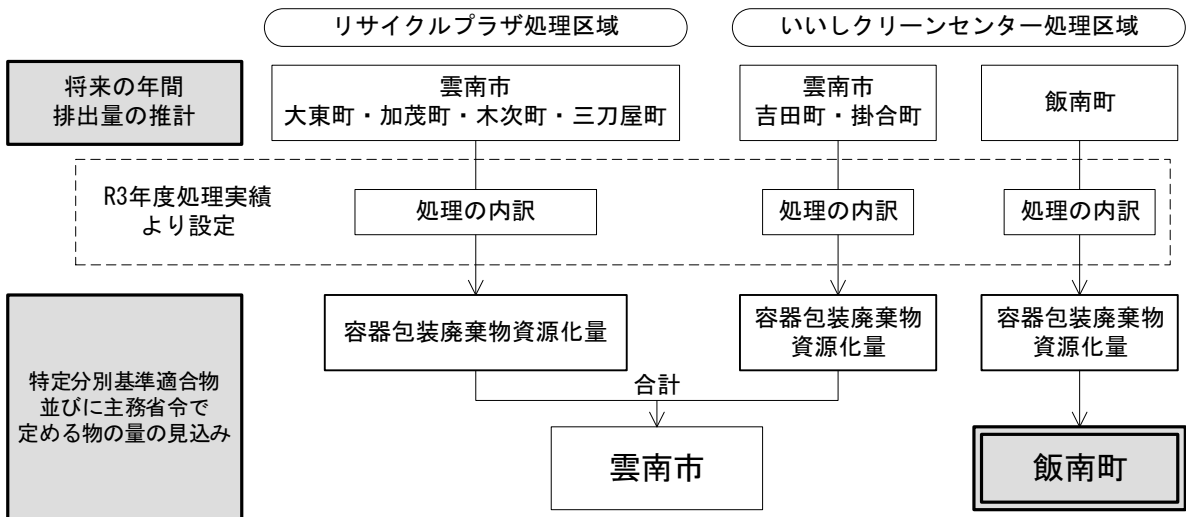 リサイクルプラザ処理区域
いいしクリーンセンター処理区域
将来の年間
排出量の推計
雲南市
大東町・加茂町・木次町・三刀屋町
雲南市
吉田町・掛合町
飯南町
R3年度処理実績
より設定
処理の内訳
処理の内訳
処理の内訳
特定分別基準適合物
並びに主務省令で
定める物の量の見込み
容器包装廃棄物資源化量
容器包装廃棄物
資源化量
容器包装廃棄物
資源化量
合計
雲南市
飯南町